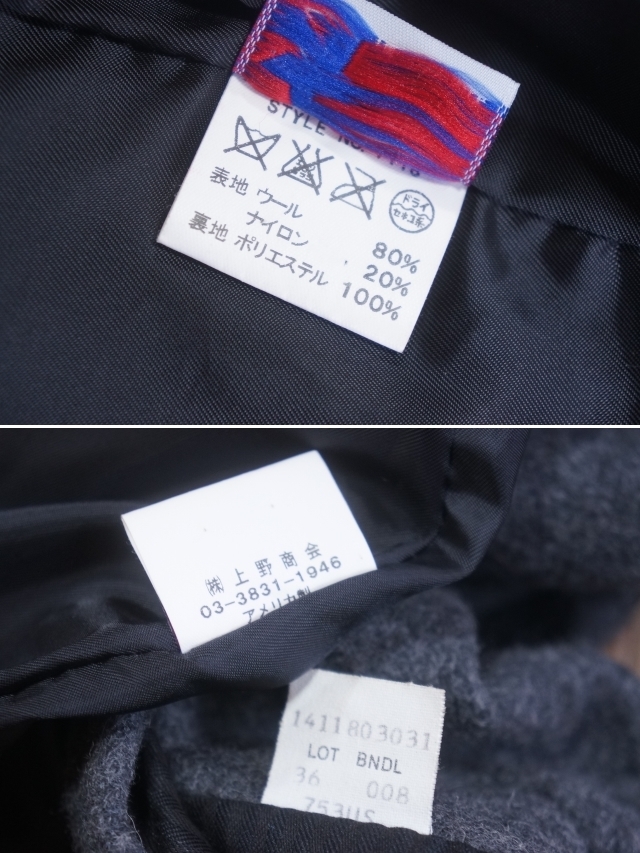 STYLE NO.
ドライ
セキユ系
表地 ウール 80%
ナイロン 20%
裏地 ポリエステル 100%
㈱上野商会
03-3831-1946
アメリカ製
1411803031
LOT BNDL
36 008
753US